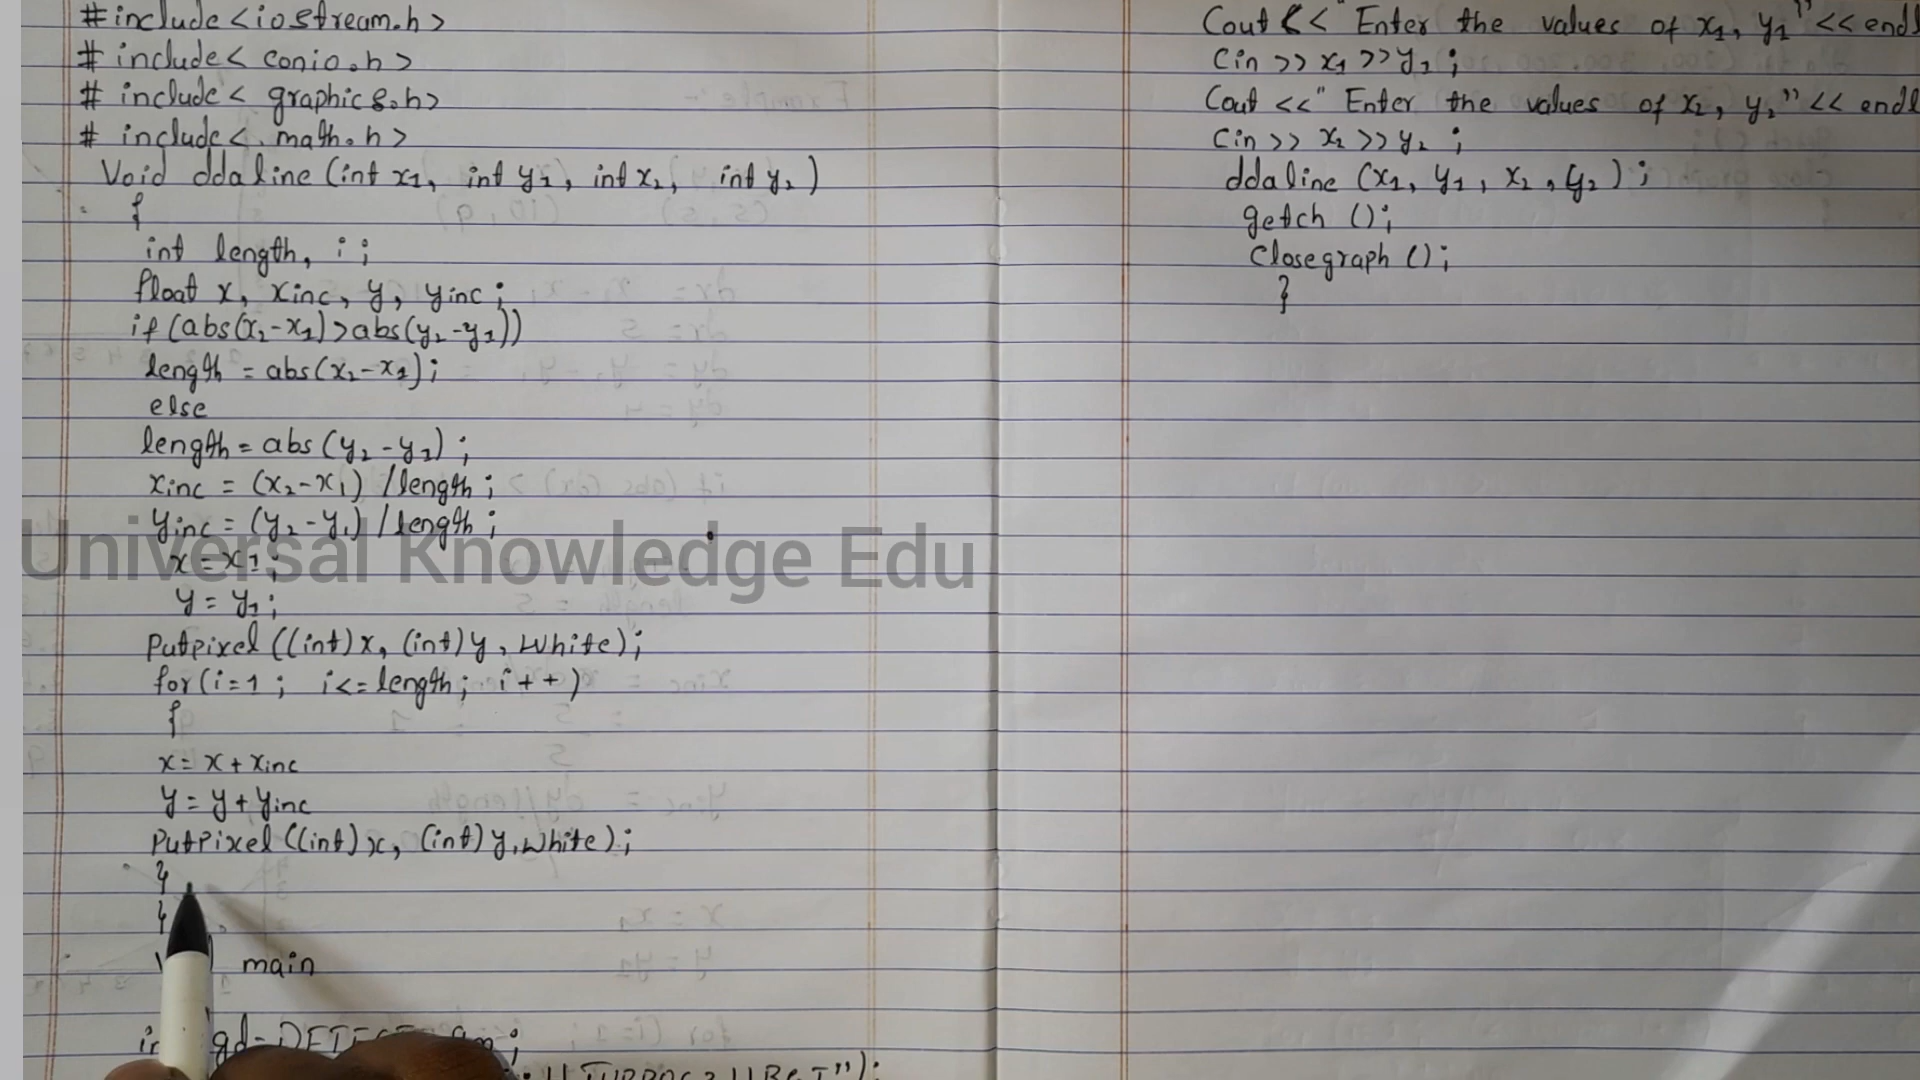 #include<iostream.h>
# include< conio.h>
# include< graphics.h>
# include< math.h>
Void ddaline (int x1, int y1, int x2, int y2)
{
int length, i;
float x, xinc, y, yinc;
if (abs(x2-x1)>abs(y2-y1))
length = abs(x2-x1);
else
length = abs (y2-y1);
xinc = (x2-x1) /length;
yinc = (y2-y1) /length;
x=x1;
y=y1;
Putpixel ((int)x, (int)y, White);
for(i=1; i<=length; i++)
{
x= x+xinc
y= y+yinc
PutPixel ((int)x, (int)y, White);
}
}
main
gd=DETECT, gm;
Cout << "Enter the values of x1, y1"<<endl
Cin >> x1 >>y1;
Cout <<" Enter the values of x2, y2" << endl
Cin>> x2>>y2;
ddaline (x1, y1, x2, y2);
getch ();
Closegraph ();
}
Universal Knowledge Edu